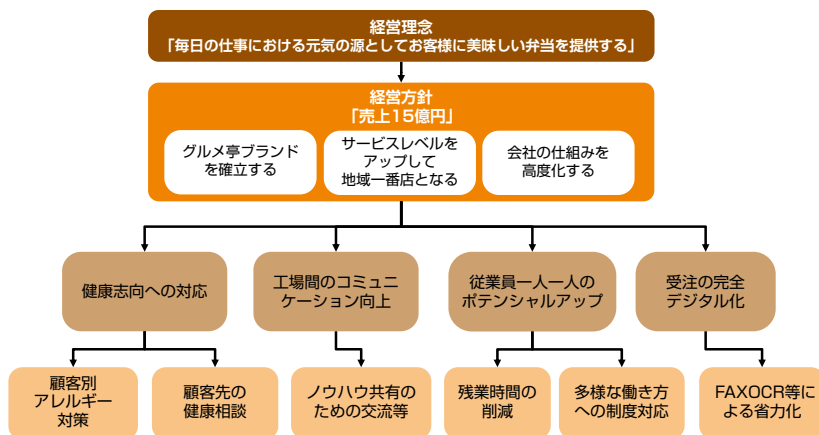 経営理念
「毎日の仕事における元気の源としてお客様に美味しい弁当を提供する」
経営方針
「売上15億円」
グルメ亭ブランド
を確立する
サービスレベルを
アップして
地域一番店となる
会社の仕組みを
高度化する
健康志向への対応
工場間のコミュニ
ケーション向上
従業員一人一人の
ポテンシャルアップ
受注の完全
デジタル化
顧客別
アレルギー
対策
顧客先の
健康相談
ノウハウ共有の
ための交流等
残業時間の
削減
多様な働き方
への制度対応
FAXOCR等に
よる省力化